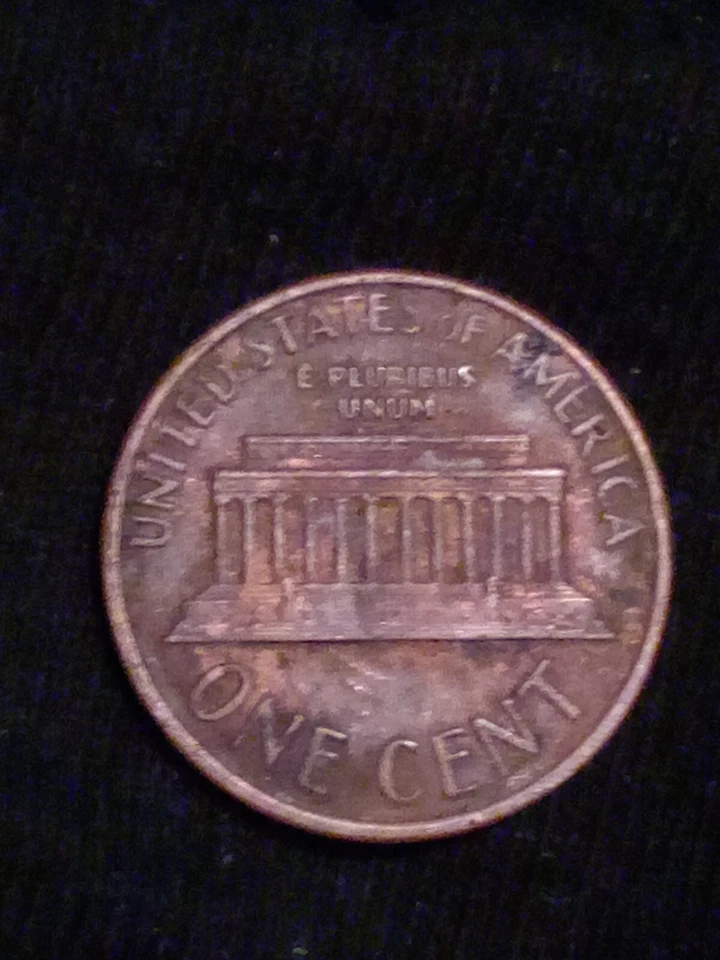 UNITED STATES OF AMERICA
E PLURIBUS
UNUM
ONE CENT